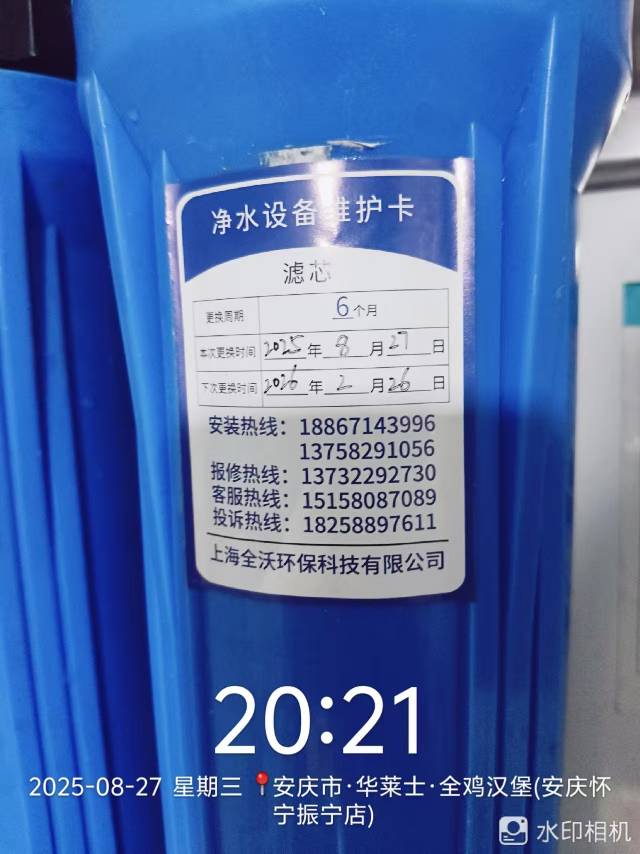 净水设备维护卡
滤芯
更换周期 6个月
本次更换时间 2025年8月27日
下次更换时间 2026年2月26日
安装热线：18867143996
13758291056
报修热线：13732292730
客服热线：15158087089
投诉热线：18258897611
上海全沃环保科技有限公司
20:21
2025-08-27 星期三 安庆市·华莱士·全鸡汉堡(安庆怀
宁振宁店)
水印相机